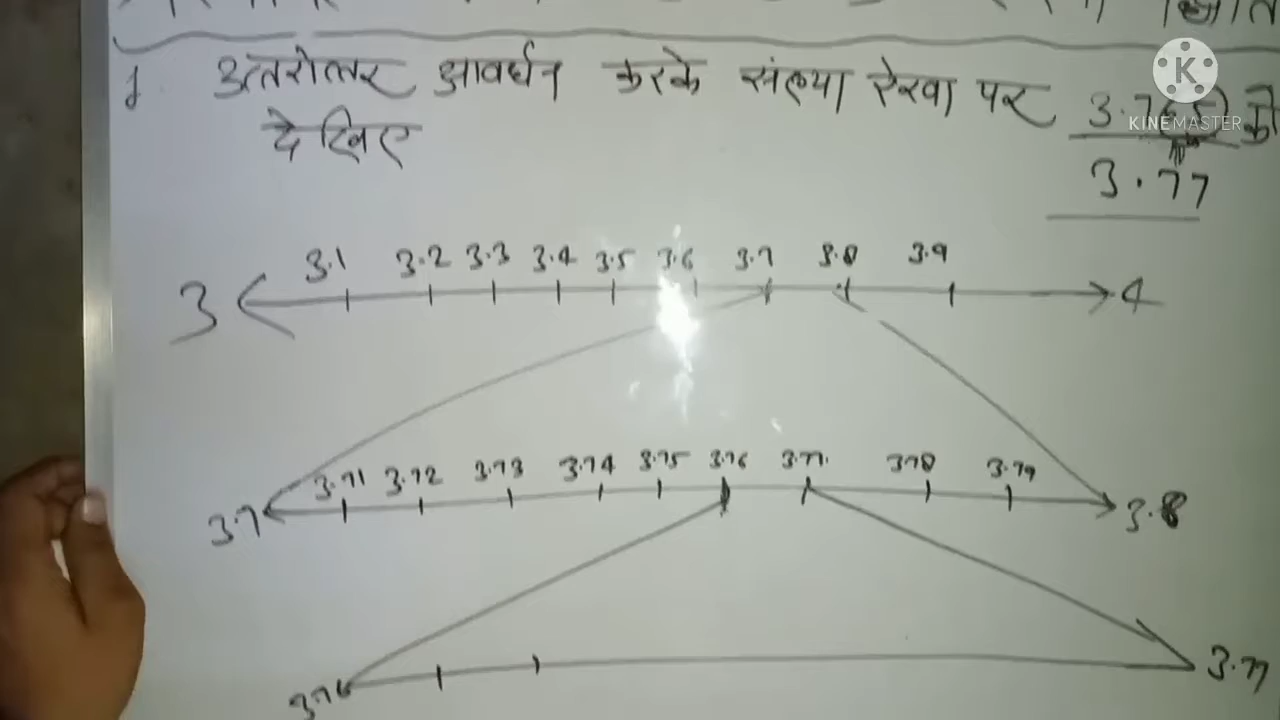 1 उत्तरोत्तर आवर्धन करके संख्या रेखा पर 3.765 को
देखिए
3.77
KINEMASTER
3 3.1 3.2 3.3 3.4 3.5 3.6 3.7 3.8 3.9 4
3.7 3.71 3.72 3.73 3.74 3.75 3.76 3.77 3.78 3.79 3.8
3.76 3.77